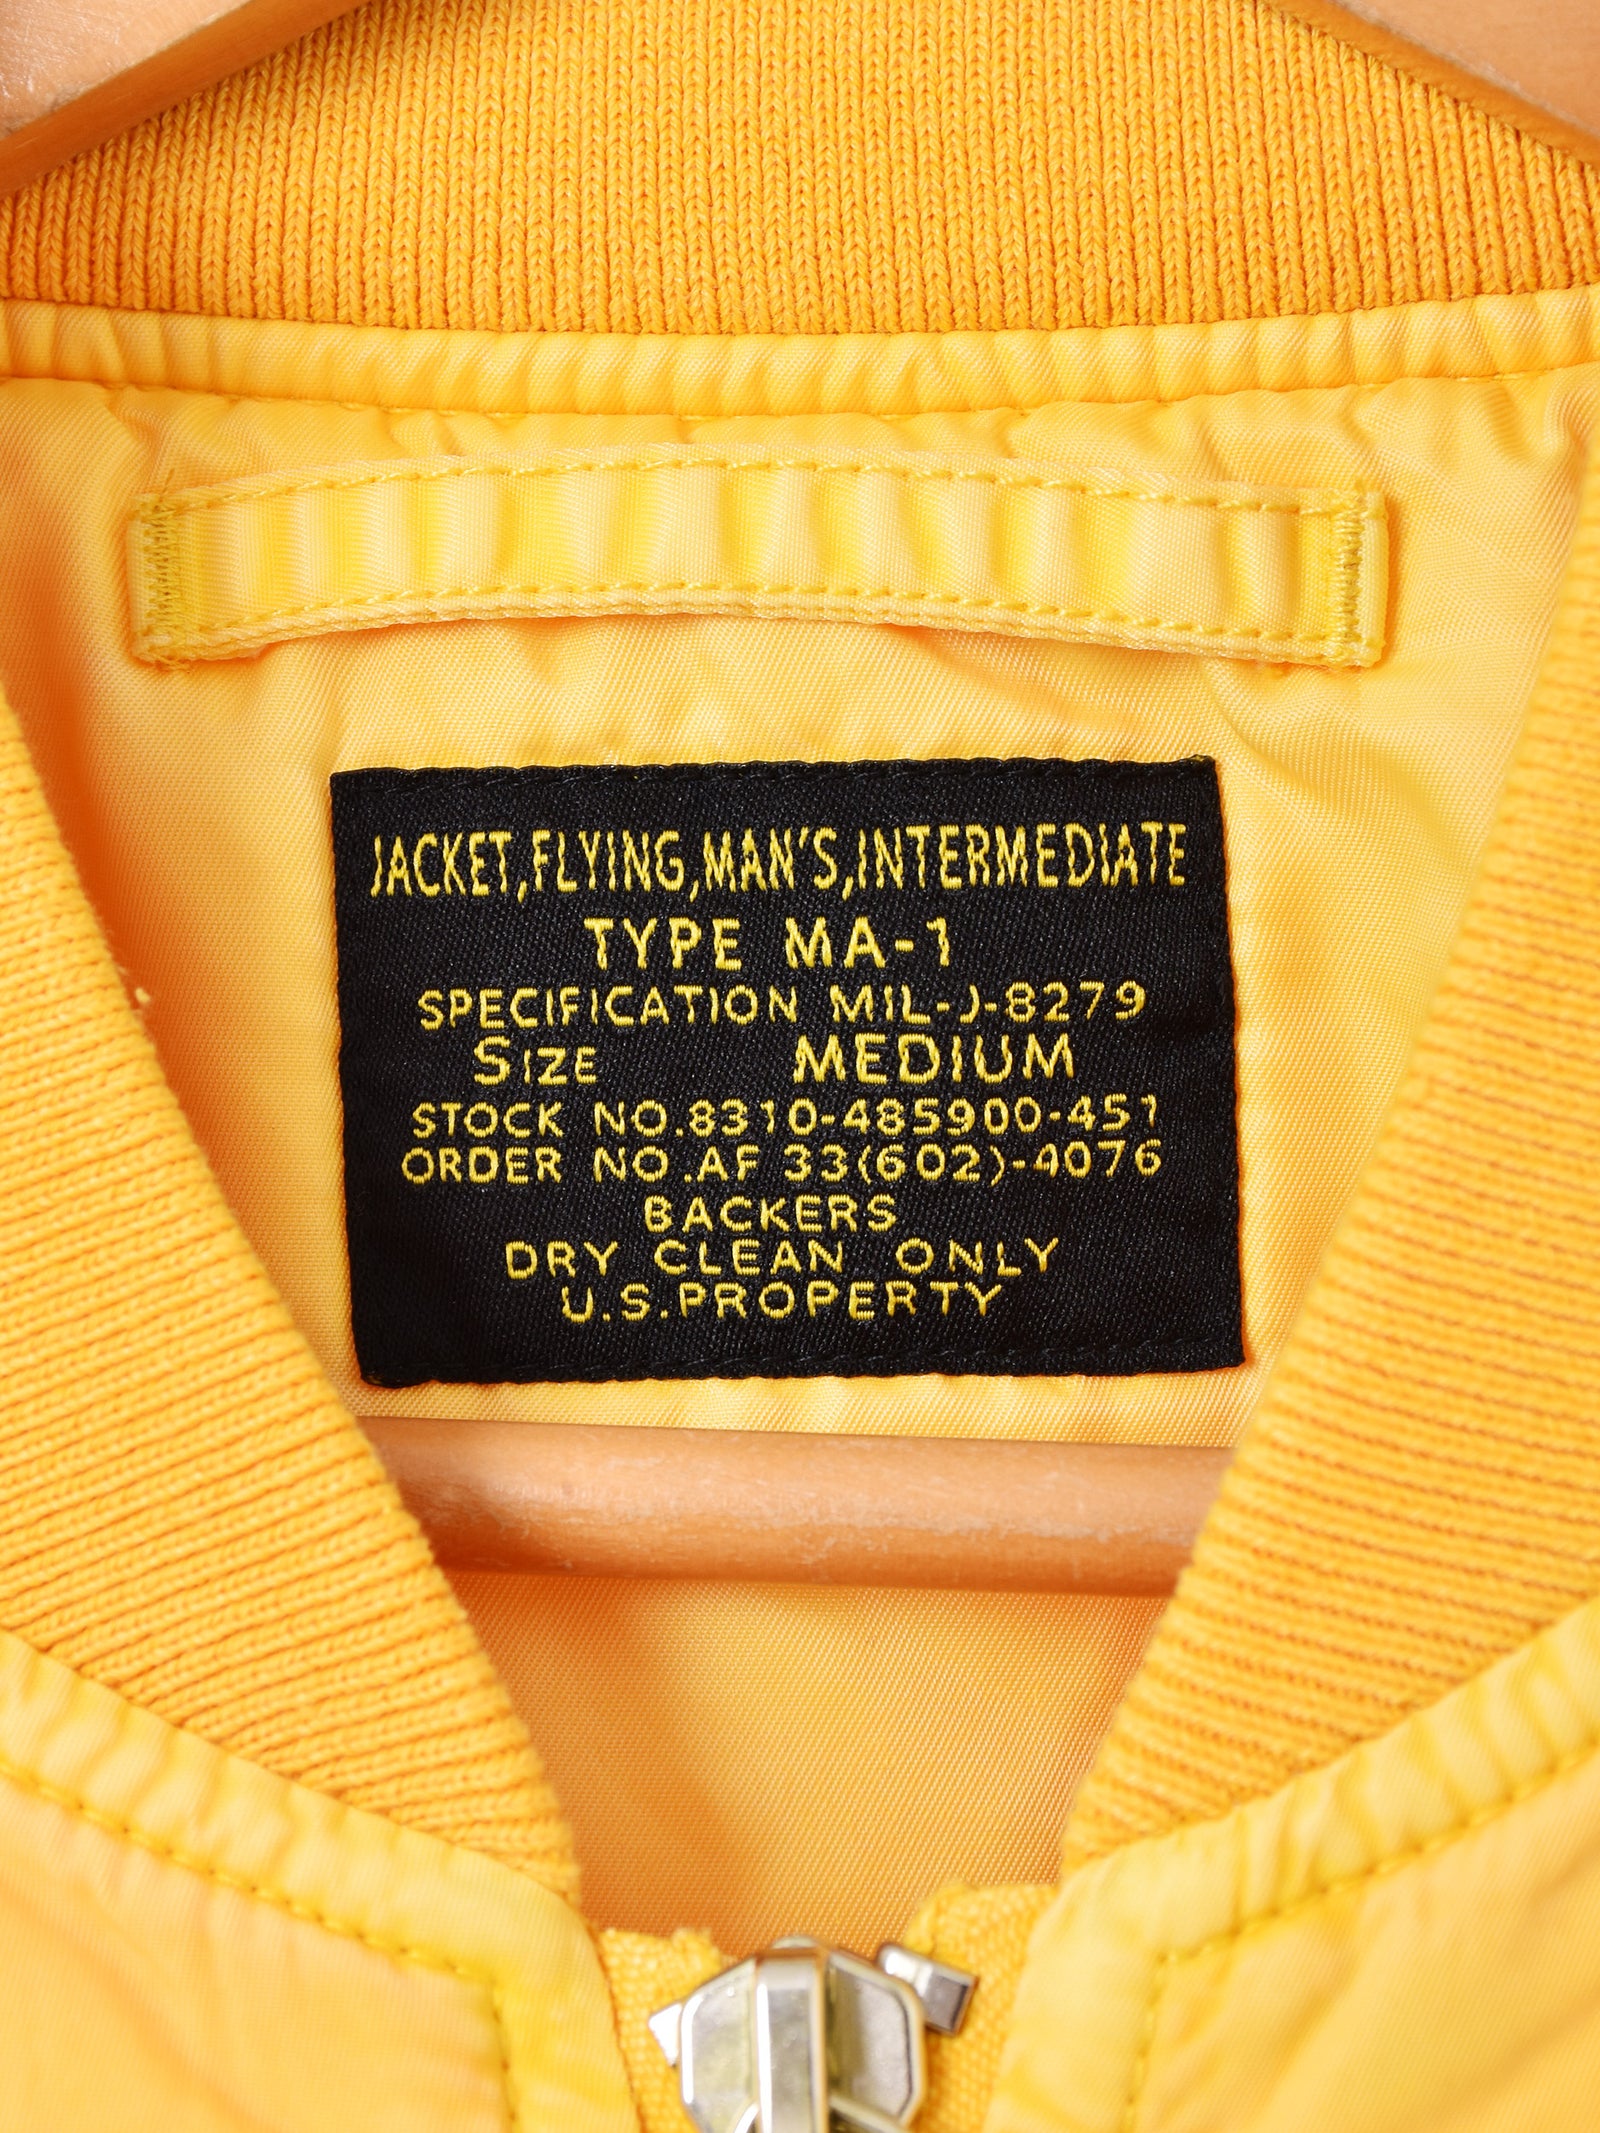 JACKET,FLYING,MAN'S,INTERMEDIATE
TYPE MA-1
SPECIFICATION MIL-J-8279
SIZE MEDIUM
STOCK NO.8310-485900-451
ORDER NO.AF 33(602)-4076
BACKERS
DRY CLEAN ONLY
U.S.PROPERTY